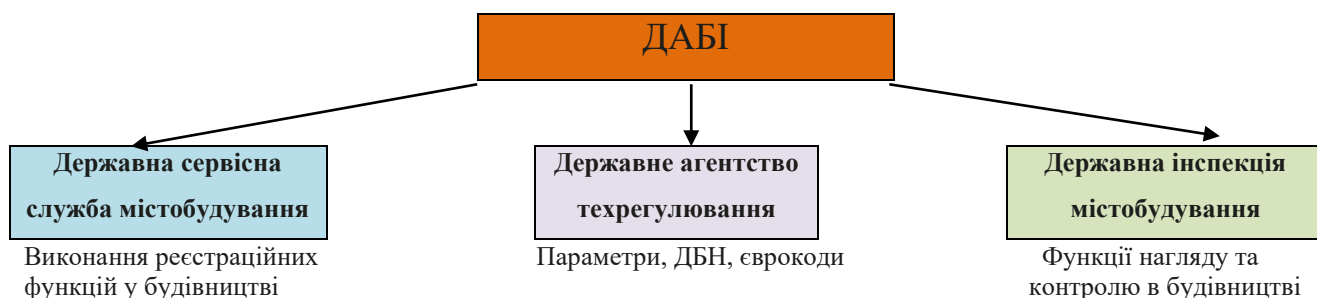 ДАБІ
Державна сервісна
служба містобудування
Виконання реєстраційних
функцій у будівництві
Державне агентство
техрегулювання
Параметри, ДБН, єврокоди
Державна інспекція
містобудування
Функції нагляду та
контролю в будівництві